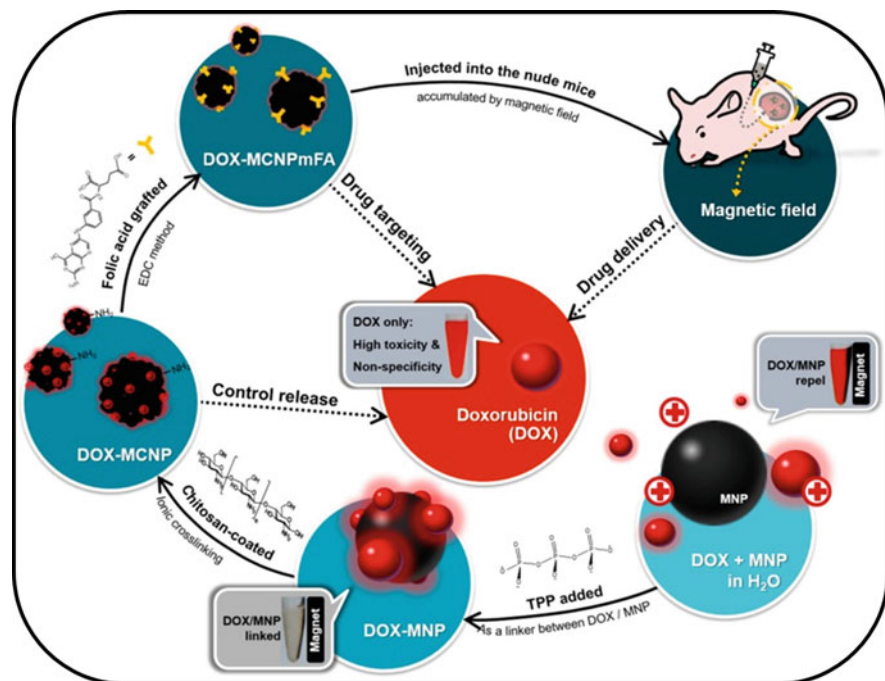 Injected into the nude mice
accumulated by magnetic field
DOX-MCNPmFA
Magnetic field
Folic acid grafted
EDC method
Drug targeting
Drug delivery
NH₂
NH₂
NH₂
DOX only:
High toxicity &
Non-specificity
DOX/MNP
repel
Magnet
Control release
Doxorubicin
(DOX)
DOX-MCNP
MNP
Chitosan-coated
Ionic crosslinking
DOX + MNP
in H₂O
TPP added
As a linker between DOX / MNP
DOX/MNP
linked
Magnet
DOX-MNP